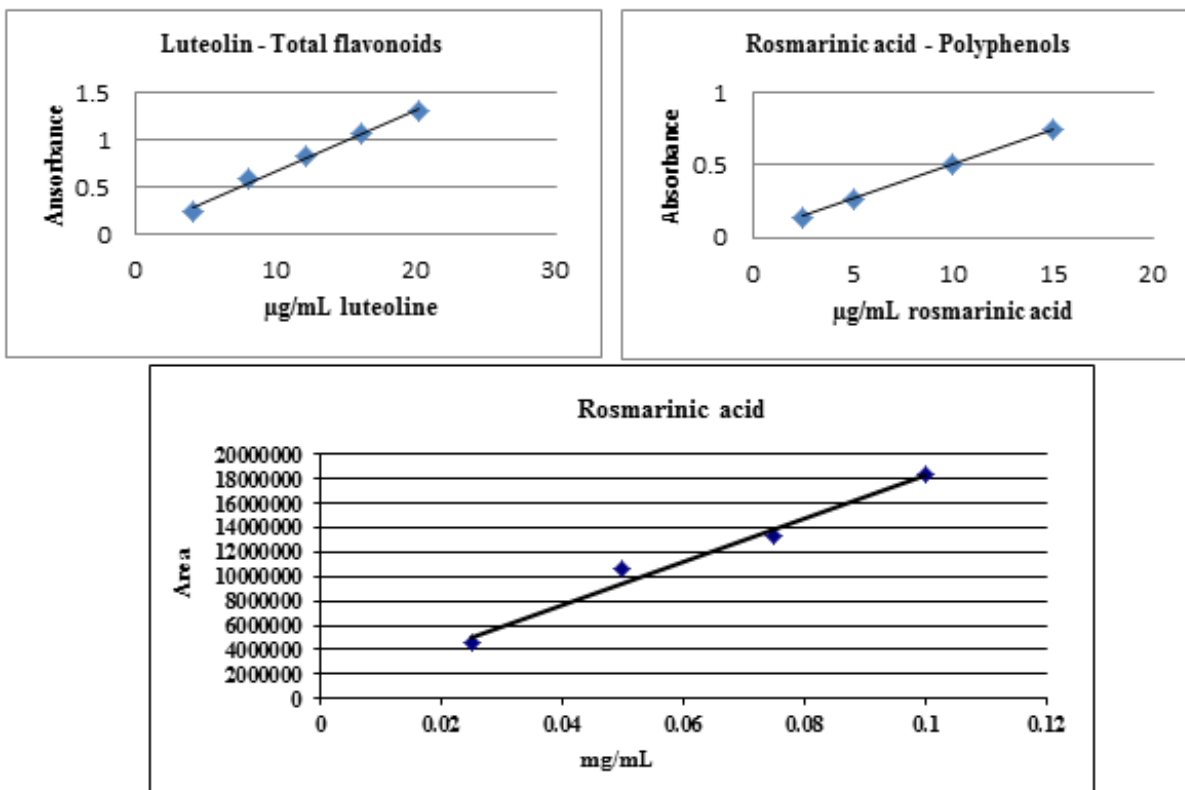 Luteolin - Total flavonoids
Ansorbance
1.5
1
0.5
0
0 10 20 30
µg/mL luteoline
Rosmarinic acid - Polyphenols
Absorbance
1
0.5
0
0 5 10 15 20
µg/mL rosmarinic acid
Rosmarinic acid
Area
20000000
18000000
16000000
14000000
12000000
10000000
8000000
6000000
4000000
2000000
0
0 0.02 0.04 0.06 0.08 0.1 0.12
mg/mL